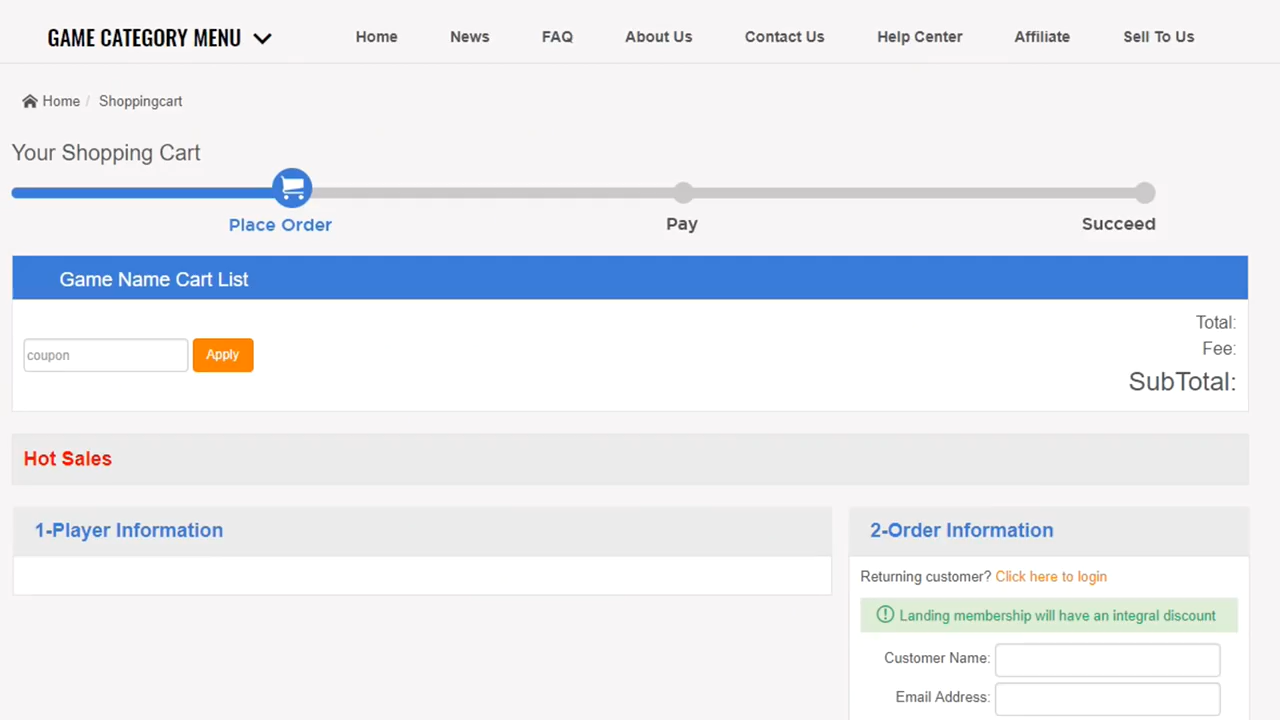 GAME CATEGORY MENU Home News FAQ About Us Contact Us Help Center Affiliate Sell To Us
Home / Shoppingcart
Your Shopping Cart
Place Order Pay Succeed
Game Name Cart List
Total:
coupon Apply
Fee:
SubTotal:
Hot Sales
1-Player Information
2-Order Information
Returning customer? Click here to login
Landing membership will have an integral discount
Customer Name:
Email Address: